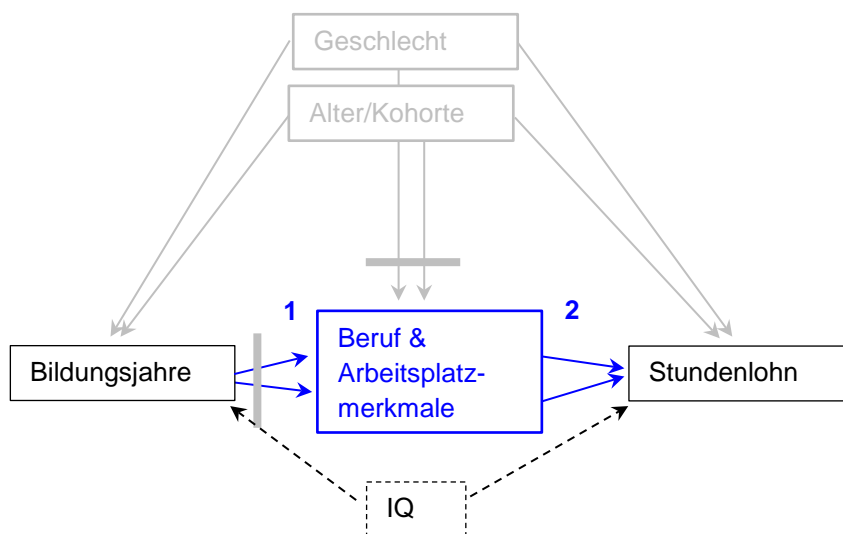 Geschlecht
Alter/Kohorte
1
2
Beruf &
Arbeitsplatz-
merkmale
Bildungsjahre
Stundenlohn
IQ